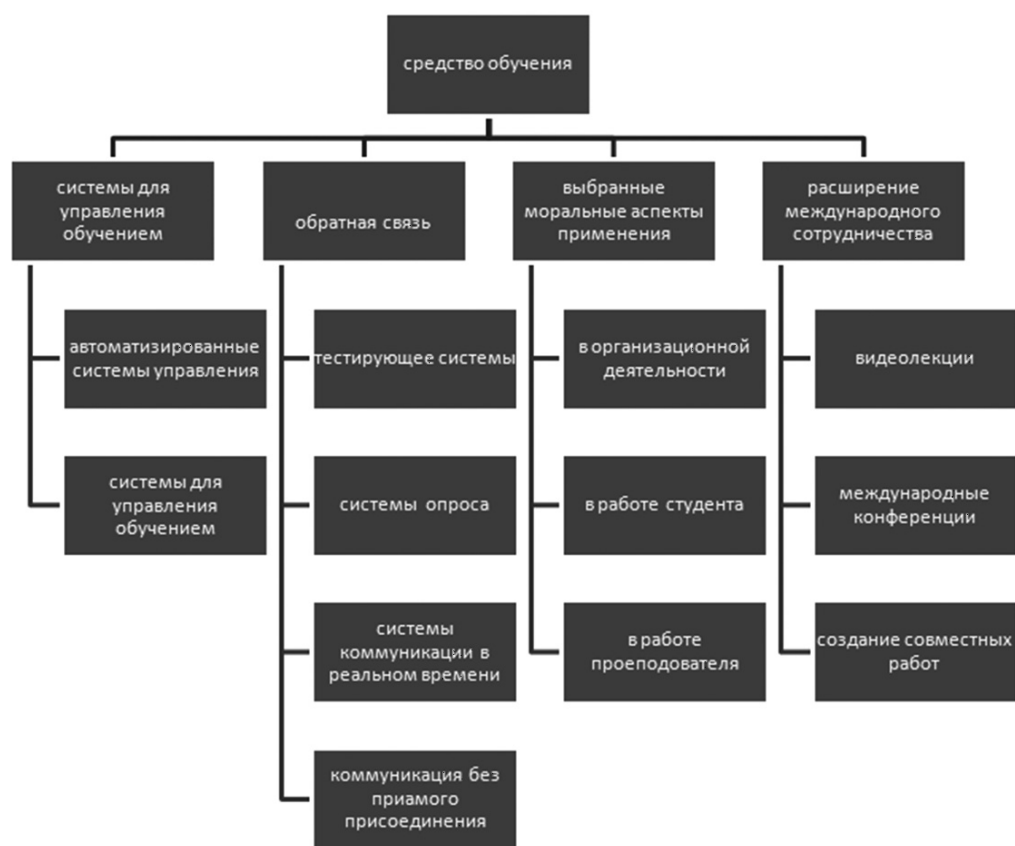 средство обучения
системы для
управления
обучением
обратная связь
выбранные
моральные аспекты
применения
расширение
международного
сотрудничества
автоматизированные
системы управления
тестирующее системы
в организационной
деятельности
видеолекции
системы для
управления
обучением
системы опроса
в работе студента
международные
конференции
системы
коммуникации в
реальном времени
в работе
проеподователя
создание совместных
работ
коммуникация без
приамого
присоединения